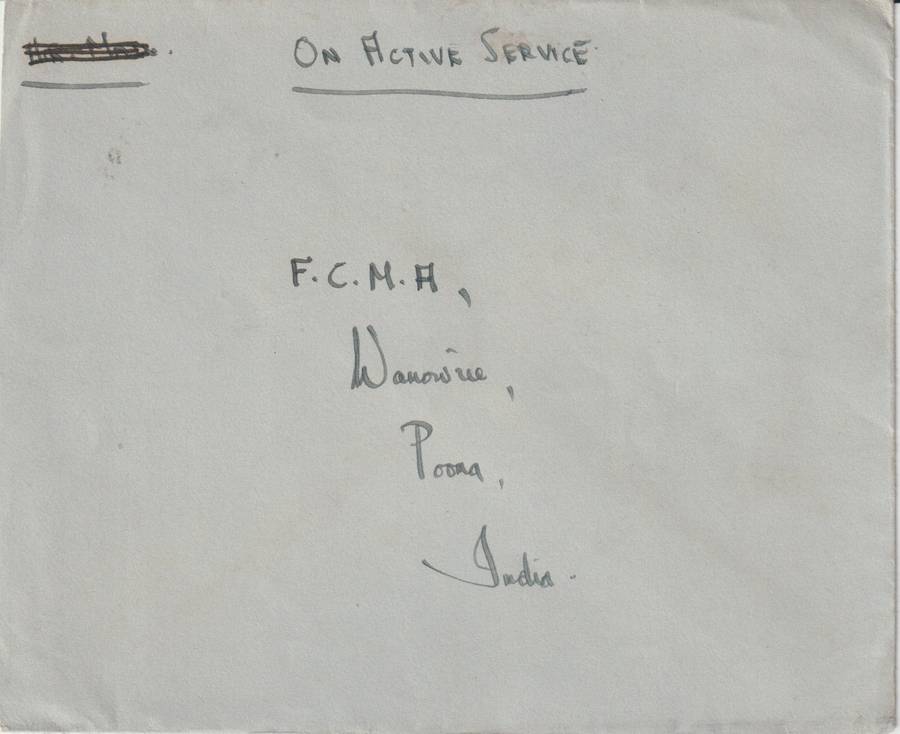 ON ACTIVE SERVICE
F.C.M.A,
Wanowrie,
Poona,
India.